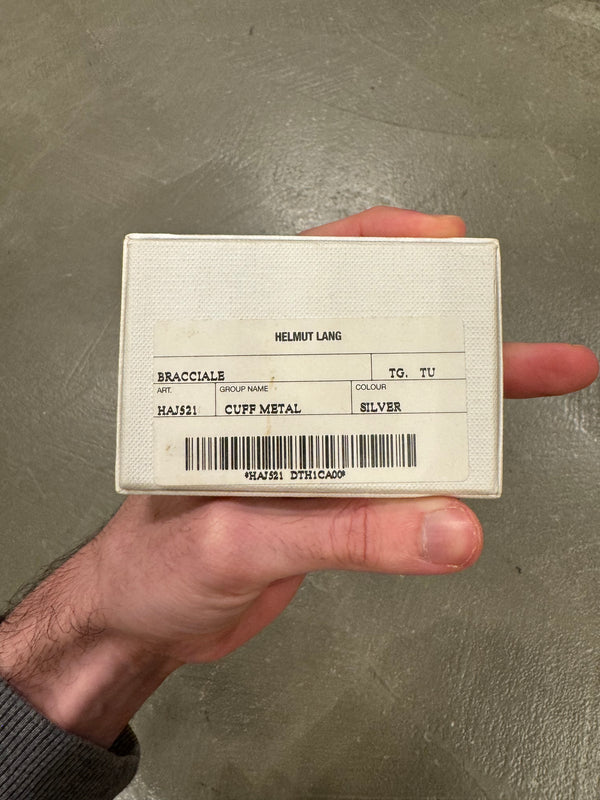 HELMUT LANG
BRACCIALE TG. TU
ART. GROUP NAME COLOUR
HAJ521 CUFF METAL SILVER
*HAJ521 DTH1CA00*